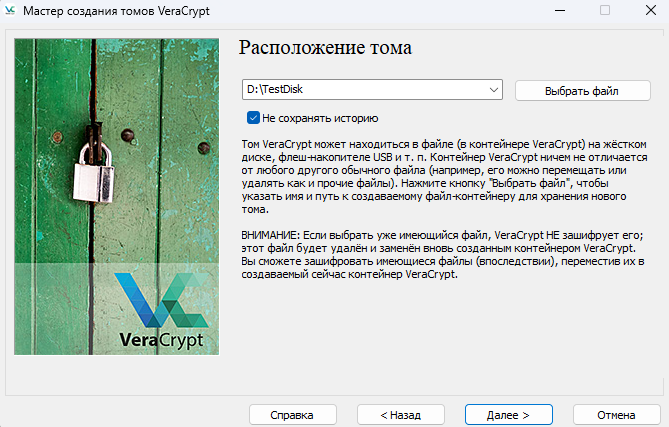 Мастер создания томов VeraCrypt
Расположение тома
D:\TestDisk
Выбрать файл
Не сохранять историю
Том VeraCrypt может находиться в файле (в контейнере VeraCrypt) на жёстком
диске, флеш-накопителе USB и т. п. Контейнер VeraCrypt ничем не отличается
от любого другого обычного файла (например, его можно перемещать или
удалять как и прочие файлы). Нажмите кнопку "Выбрать файл", чтобы
указать имя и путь к создаваемому файл-контейнеру для хранения нового
тома.
ВНИМАНИЕ: Если выбрать уже имеющийся файл, VeraCrypt НЕ зашифрует его;
этот файл будет удалён и заменён вновь созданным контейнером VeraCrypt.
Вы сможете зашифровать имеющиеся файлы (впоследствии), переместив их в
создаваемый сейчас контейнер VeraCrypt.
VeraCrypt
Справка
< Назад
Далее >
Отмена